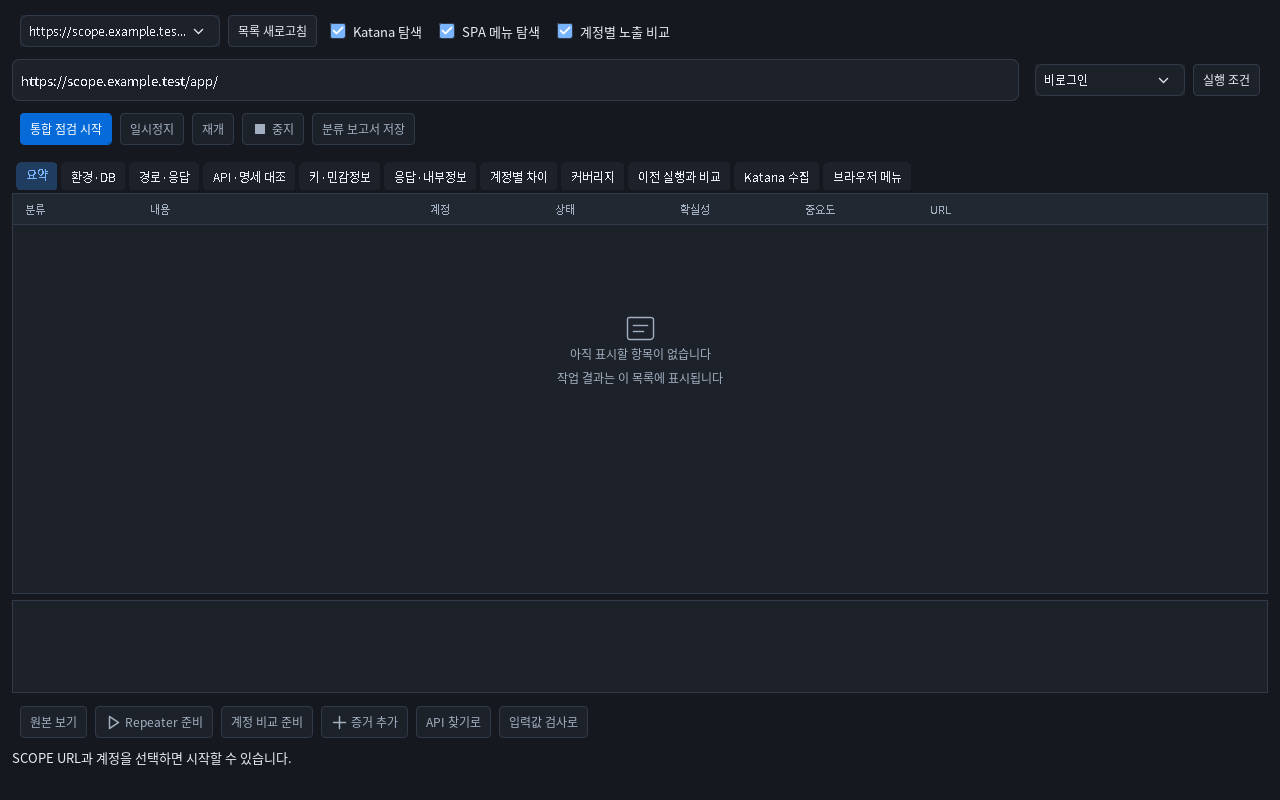 https://scope.example.tes... 목록 새로고침 Katana 탐색 SPA 메뉴 탐색 계정별 노출 비교
https://scope.example.test/app/ 비로그인 실행 조건
통합 점검 시작 일시정지 재개 중지 분류 보고서 저장
요약 환경·DB 경로·응답 API·명세 대조 키·민감정보 응답·내부정보 계정별 차이 커버리지 이전 실행과 비교 Katana 수집 브라우저 메뉴
분류 내용 계정 상태 확실성 중요도 URL
아직 표시할 항목이 없습니다
작업 결과는 이 목록에 표시됩니다
원본 보기 Repeater 준비 계정 비교 준비 증거 추가 API 찾기로 입력값 검사로
SCOPE URL과 계정을 선택하면 시작할 수 있습니다.